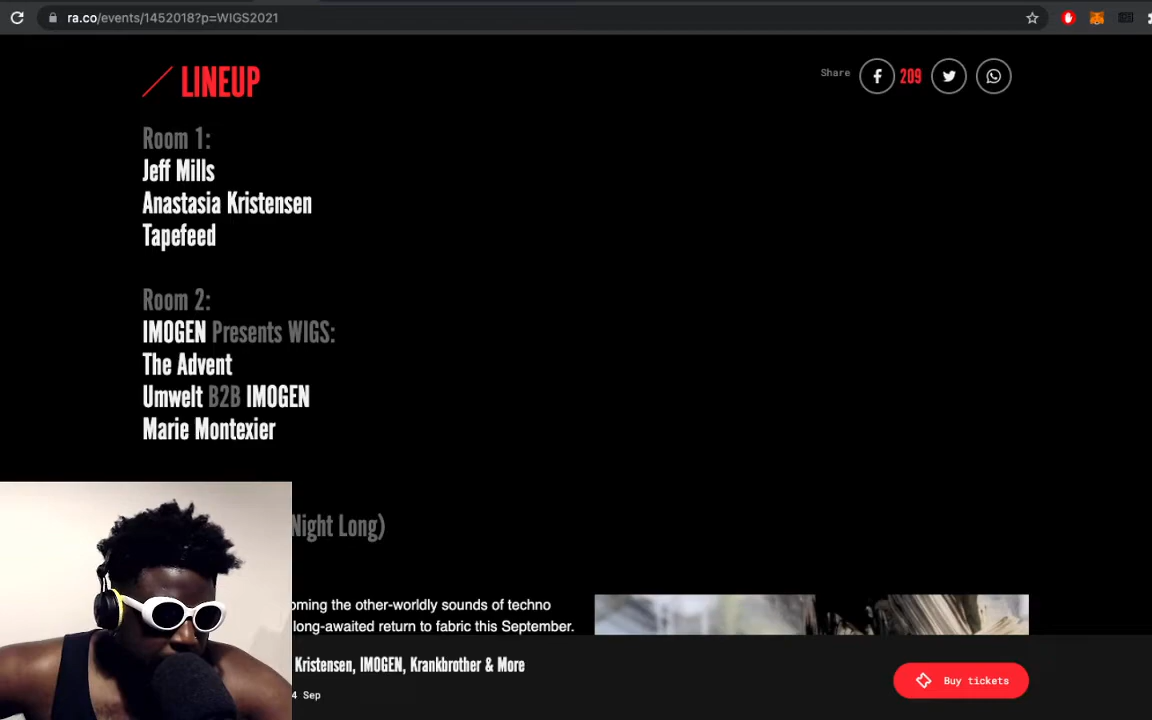 ra.co/events/1452018?p=WIGS2021
LINEUP
Share
209
Room 1:
Jeff Mills
Anastasia Kristensen
Tapefeed
Room 2:
IMOGEN Presents WIGS:
The Advent
Umwelt B2B IMOGEN
Marie Montexier
Night Long)
oming the other-worldly sounds of techno
long-awaited return to fabric this September.
Kristensen, IMOGEN, Krankbrother & More
4 Sep
Buy tickets